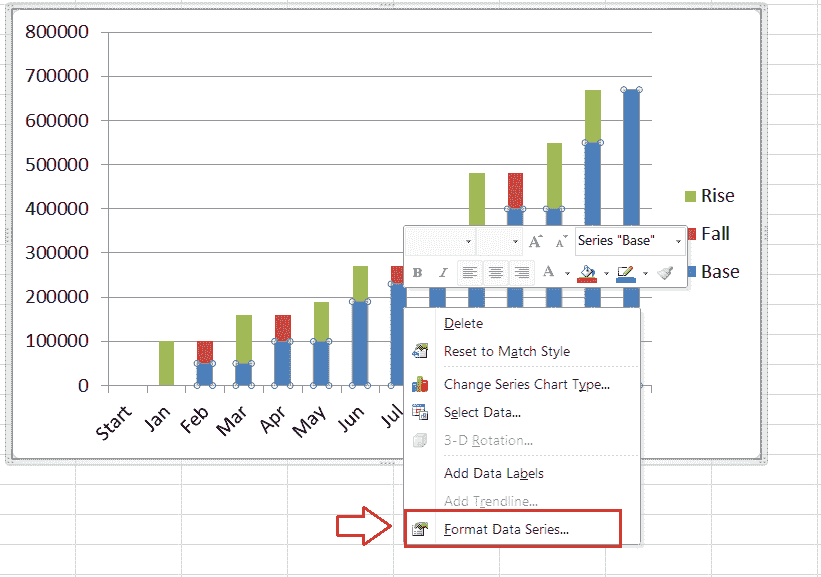 800000
700000
600000
500000
400000
300000
200000
100000
0
Start
Jan
Feb
Mar
Apr
May
Jun
Jul
Rise
Fall
Base
A A Series "Base"
B I A
Delete
Reset to Match Style
Change Series Chart Type...
Select Data...
3-D Rotation...
Add Data Labels
Add Trendline...
Format Data Series...